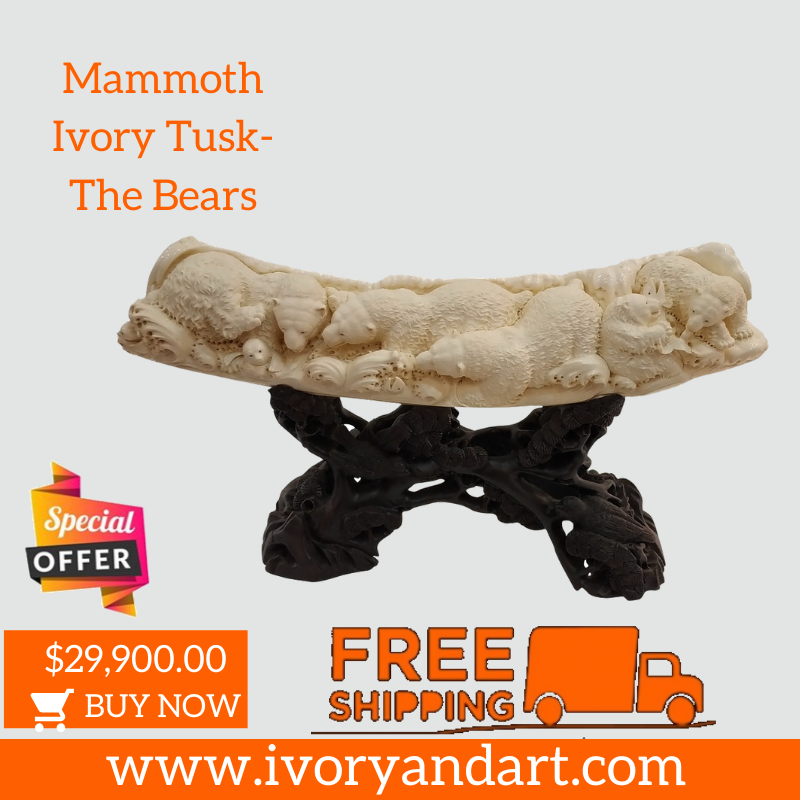 Mammoth
Ivory Tusk-
The Bears
Special
OFFER
$29,900.00
BUY NOW
FREE
SHIPPING
www.ivoryandart.com